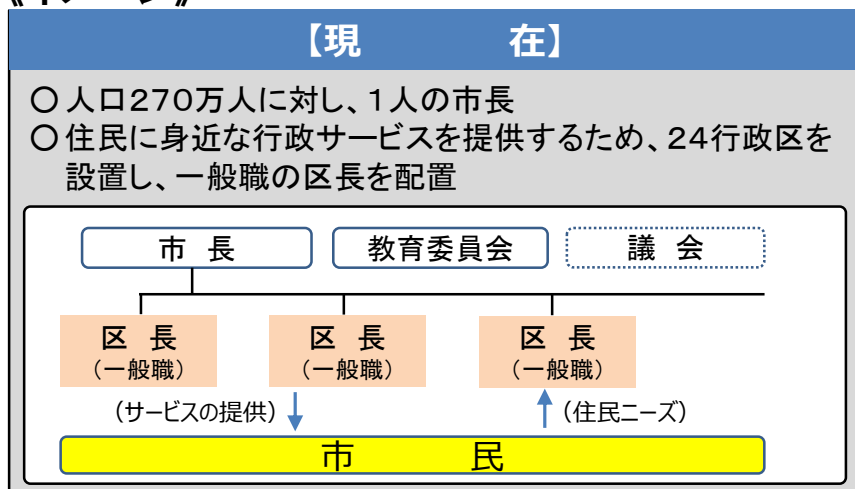 《イメージ》
【現　　　在】
○人口２７０万人に対し、１人の市長
○住民に身近な行政サービスを提供するため、２４行政区を
設置し、一般職の区長を配置
市 長　教育委員会　議 会
区 長　区 長　区 長
（一般職）　（一般職）　（一般職）
（サービスの提供）　（住民ニーズ）
市　　　民